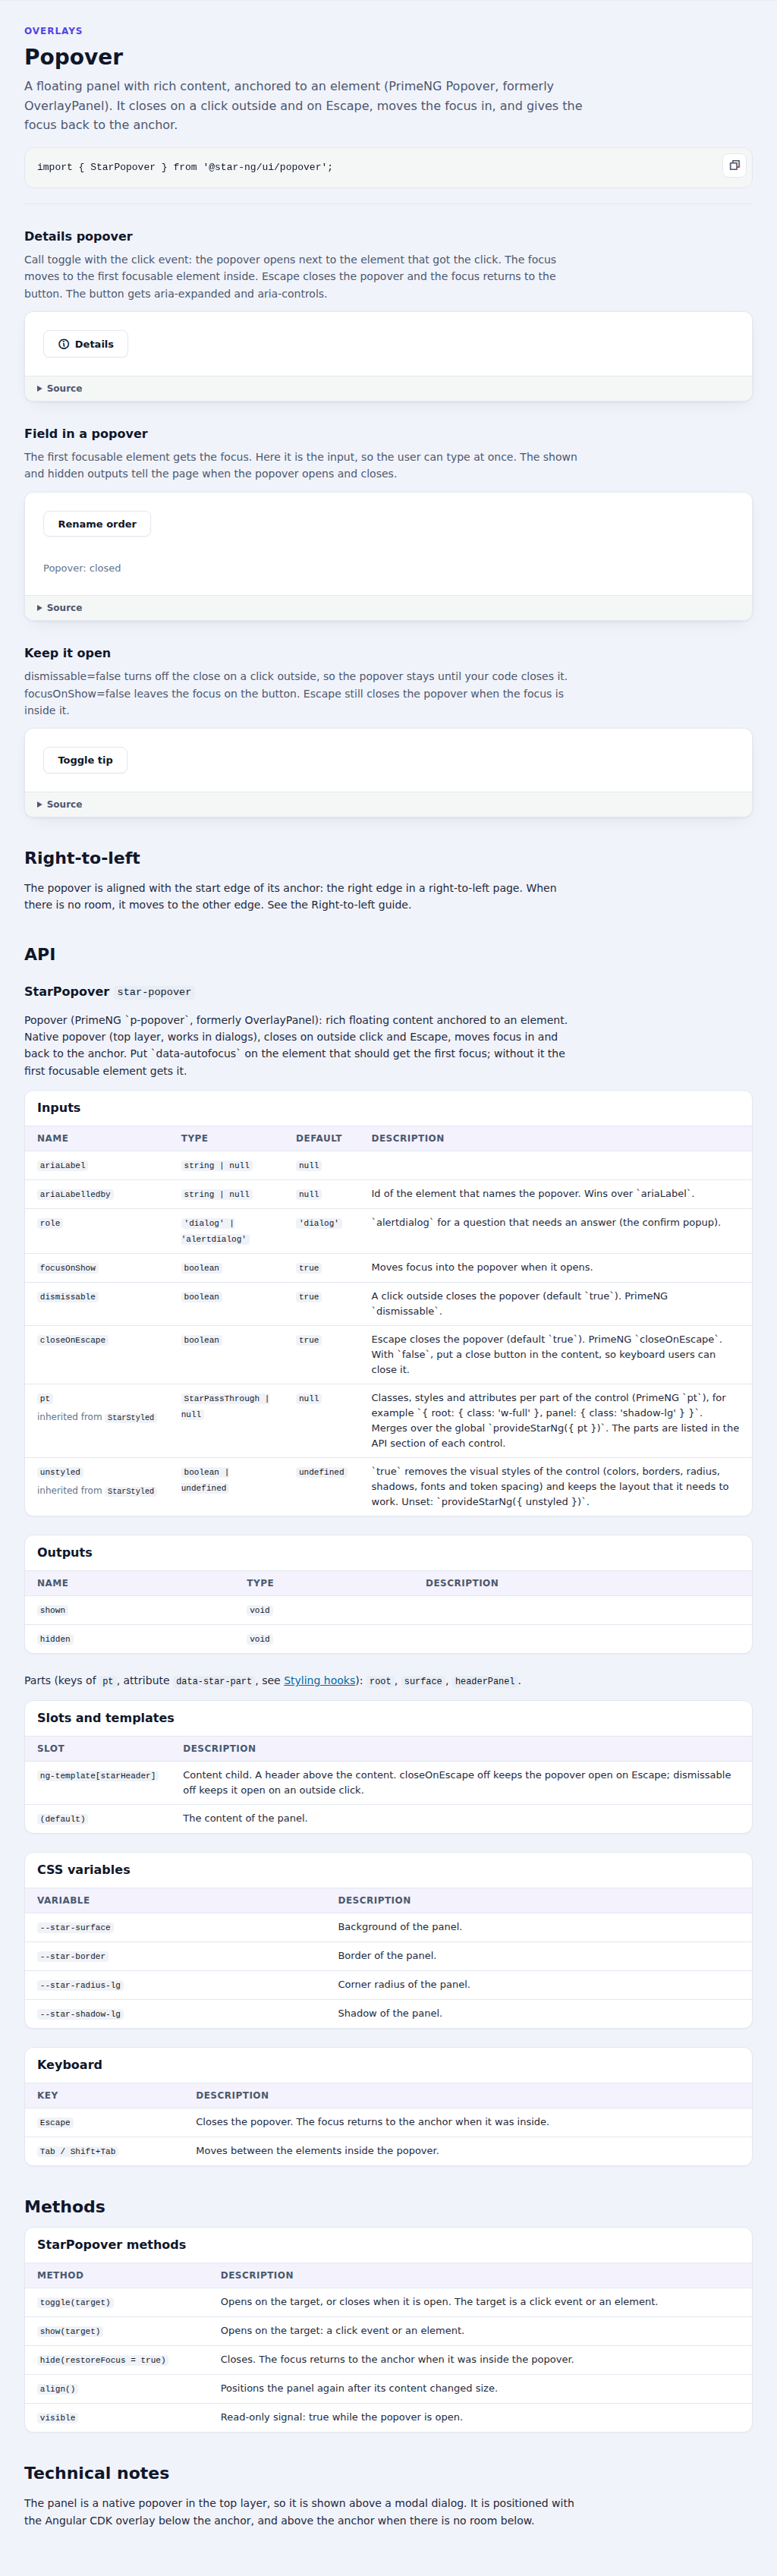 OVERLAYS
Popover
A floating panel with rich content, anchored to an element (PrimeNG Popover, formerly
OverlayPanel). It closes on a click outside and on Escape, moves the focus in, and gives the
focus back to the anchor.
import { StarPopover } from '@star-ng/ui/popover';
Details popover
Call toggle with the click event: the popover opens next to the element that got the click. The focus
moves to the first focusable element inside. Escape closes the popover and the focus returns to the
button. The button gets aria-expanded and aria-controls.
Details
Source
Field in a popover
The first focusable element gets the focus. Here it is the input, so the user can type at once. The shown
and hidden outputs tell the page when the popover opens and closes.
Rename order
Popover: closed
Source
Keep it open
dismissable=false turns off the close on a click outside, so the popover stays until your code closes it.
focusOnShow=false leaves the focus on the button. Escape still closes the popover when the focus is
inside it.
Toggle tip
Source
Right-to-left
The popover is aligned with the start edge of its anchor: the right edge in a right-to-left page. When
there is no room, it moves to the other edge. See the Right-to-left guide.
API
StarPopover star-popover
Popover (PrimeNG `p-popover`, formerly OverlayPanel): rich floating content anchored to an element.
Native popover (top layer, works in dialogs), closes on outside click and Escape, moves focus in and
back to the anchor. Put `data-autofocus` on the element that should get the first focus; without it the
first focusable element gets it.
Inputs
NAME TYPE DEFAULT DESCRIPTION
ariaLabel string | null null
ariaLabelledby string | null null Id of the element that names the popover. Wins over `ariaLabel`.
role 'dialog' | 'dialog' `alertdialog` for a question that needs an answer (the confirm popup).
'alertdialog'
focusOnShow boolean true Moves focus into the popover when it opens.
dismissable boolean true A click outside closes the popover (default `true`). PrimeNG
`dismissable`.
closeOnEscape boolean true Escape closes the popover (default `true`). PrimeNG `closeOnEscape`.
With `false`, put a close button in the content, so keyboard users can
close it.
pt StarPassThrough | null Classes, styles and attributes per part of the control (PrimeNG `pt`), for
inherited from StarStyled null example `{ root: { class: 'w-full' }, panel: { class: 'shadow-lg' } }`.
Merges over the global `provideStarNg({ pt })`. The parts are listed in the
API section of each control.
unstyled boolean | undefined `true` removes the visual styles of the control (colors, borders, radius,
inherited from StarStyled undefined shadows, fonts and token spacing) and keeps the layout that it needs to
work. Unset: `provideStarNg({ unstyled })`.
Outputs
NAME TYPE DESCRIPTION
shown void
hidden void
Parts (keys of pt, attribute data-star-part, see Styling hooks): root, surface, headerPanel.
Slots and templates
SLOT DESCRIPTION
ng-template[starHeader] Content child. A header above the content. closeOnEscape off keeps the popover open on Escape; dismissable
off keeps it open on an outside click.
(default) The content of the panel.
CSS variables
VARIABLE DESCRIPTION
--star-surface Background of the panel.
--star-border Border of the panel.
--star-radius-lg Corner radius of the panel.
--star-shadow-lg Shadow of the panel.
Keyboard
KEY DESCRIPTION
Escape Closes the popover. The focus returns to the anchor when it was inside.
Tab / Shift+Tab Moves between the elements inside the popover.
Methods
StarPopover methods
METHOD DESCRIPTION
toggle(target) Opens on the target, or closes when it is open. The target is a click event or an element.
show(target) Opens on the target: a click event or an element.
hide(restoreFocus = true) Closes. The focus returns to the anchor when it was inside the popover.
align() Positions the panel again after its content changed size.
visible Read-only signal: true while the popover is open.
Technical notes
The panel is a native popover in the top layer, so it is shown above a modal dialog. It is positioned with
the Angular CDK overlay below the anchor, and above the anchor when there is no room below.